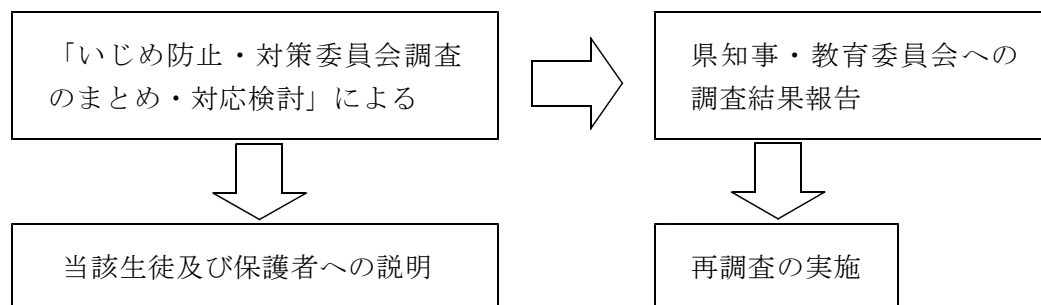 「いじめ防止・対策委員会調査
のまとめ・対応検討」による
県知事・教育委員会への
調査結果報告
当該生徒及び保護者への説明
再調査の実施